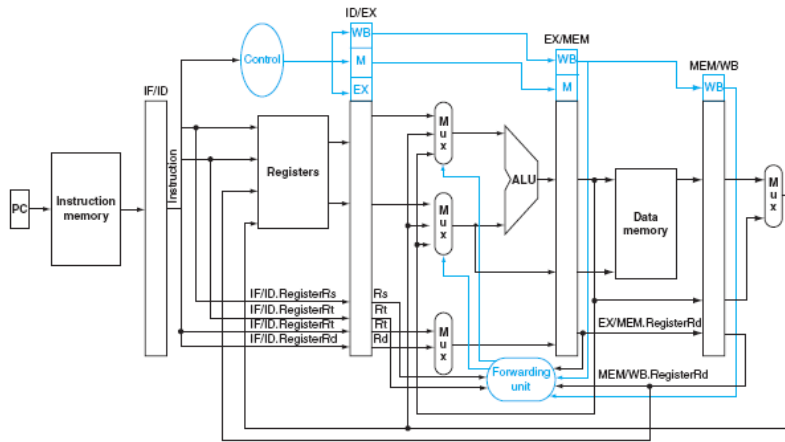 ID/EX
WB
Control
M
EX
EX/MEM
WB
M
MEM/WB
WB
IF/ID
PC
Instruction
memory
Instruction
Registers
Mux
Mux
ALU
Data
memory
Mux
IF/ID.RegisterRs
Rs
IF/ID.RegisterRt
Rt
IF/ID.RegisterRt
Rt
IF/ID.RegisterRd
Rd
Mux
EX/MEM.RegisterRd
Forwarding
unit
MEM/WB.RegisterRd